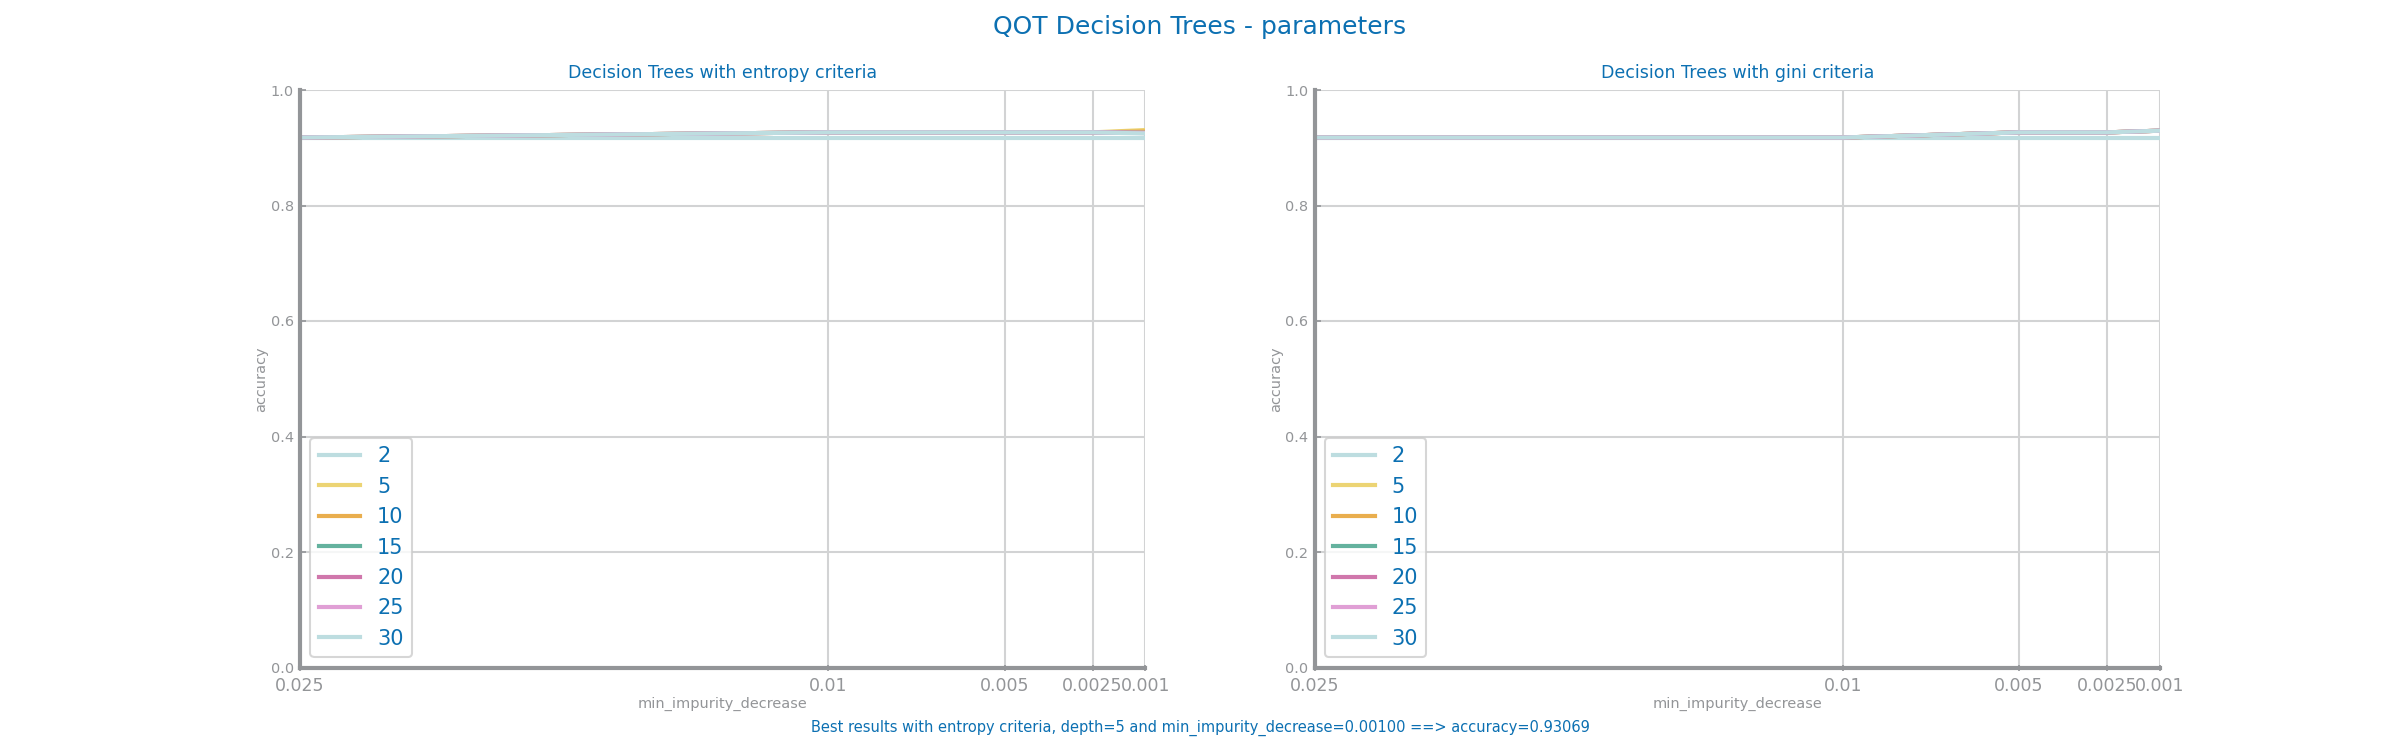 QOT Decision Trees - parameters
Decision Trees with entropy criteria
1.0
0.8
0.6
0.4
0.2
0.0
accuracy
2
5
10
15
20
25
30
0.025 0.01 0.005 0.0025 0.001
min_impurity_decrease
Decision Trees with gini criteria
1.0
0.8
0.6
0.4
0.2
0.0
accuracy
2
5
10
15
20
25
30
0.025 0.01 0.005 0.0025 0.001
min_impurity_decrease
Best results with entropy criteria, depth=5 and min_impurity_decrease=0.00100 ==> accuracy=0.93069